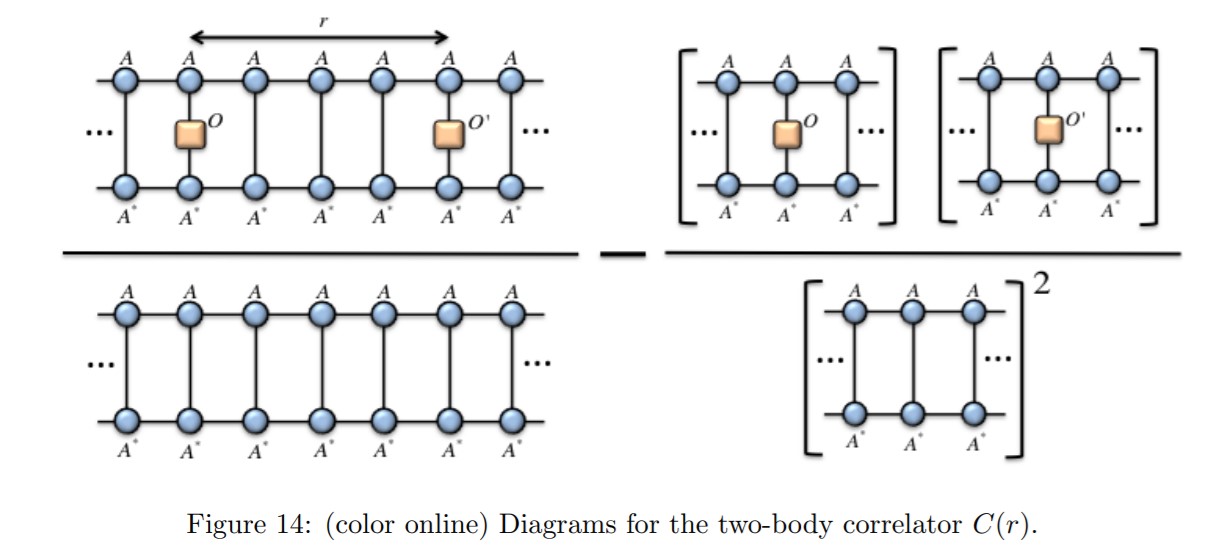 r
A A A A A A A
... O O' ...
A* A* A* A* A* A* A*
A A A
... O ...
A* A* A*
A A A
... O' ...
A* A* A*
A A A A A A A
... ...
A* A* A* A* A* A* A*
2
A A A
... ...
A* A* A*
Figure 14: (color online) Diagrams for the two-body correlator C(r).